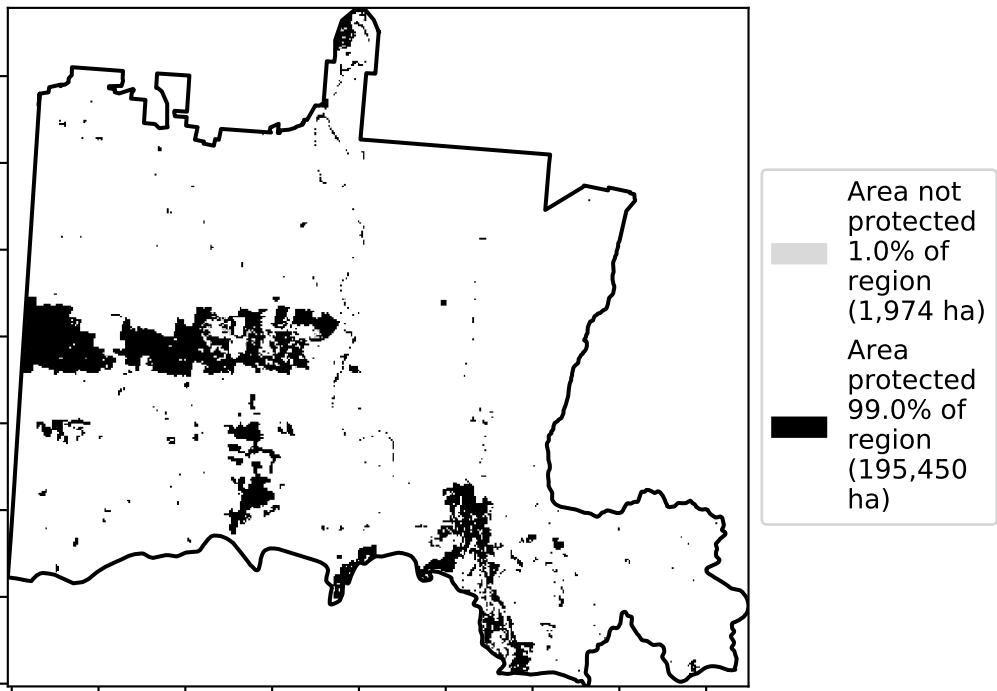 Area not
protected
1.0% of
region
(1,974 ha)
Area
protected
99.0% of
region
(195,450
ha)